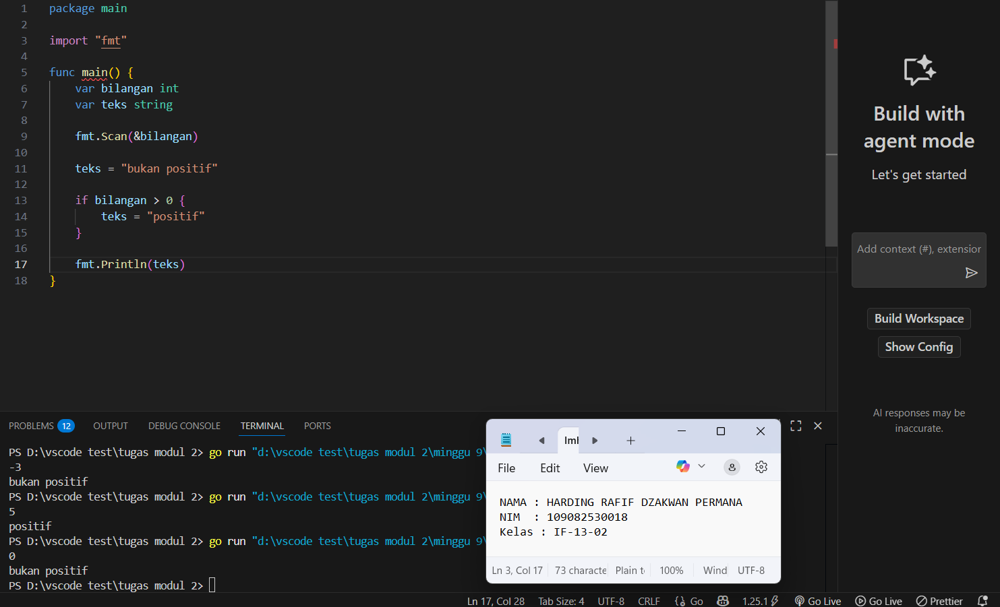 1 package main
2
3 import "fmt"
4
5 func main() {
6 var bilangan int
7 var teks string
8
9 fmt.Scan(&bilangan)
10
11 teks = "bukan positif"
12
13 if bilangan > 0 {
14 teks = "positif"
15 }
16
17 fmt.Println(teks)
18 }
Build with
agent mode
Let's get started
Add context (#), extension
Build Workspace
Show Config
AI responses may be
inaccurate.
PROBLEMS 12 OUTPUT DEBUG CONSOLE TERMINAL PORTS
PS D:\vscode test\tugas modul 2> go run "d:\vscode test\tugas modul 2\minggu 9\
-3
bukan positif
PS D:\vscode test\tugas modul 2> go run "d:\vscode test\tugas modul 2\minggu 9\
5
positif
PS D:\vscode test\tugas modul 2> go run "d:\vscode test\tugas modul 2\minggu 9\
0
bukan positif
PS D:\vscode test\tugas modul 2>
File Edit View
NAMA : HARDING RAFIF DZAKWAN PERMANA
NIM  : 109082530018
Kelas : IF-13-02
Ln 3, Col 17 73 characte Plain t 100% Wind UTF-8
Ln 17, Col 28 Tab Size: 4 UTF-8 CRLF {} Go 1.25.1 Go Live Go Live Prettier